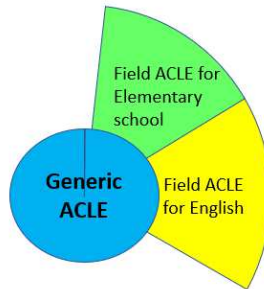 Field ACLE for
Elementary
school
Generic
ACLE
Field ACLE
for English